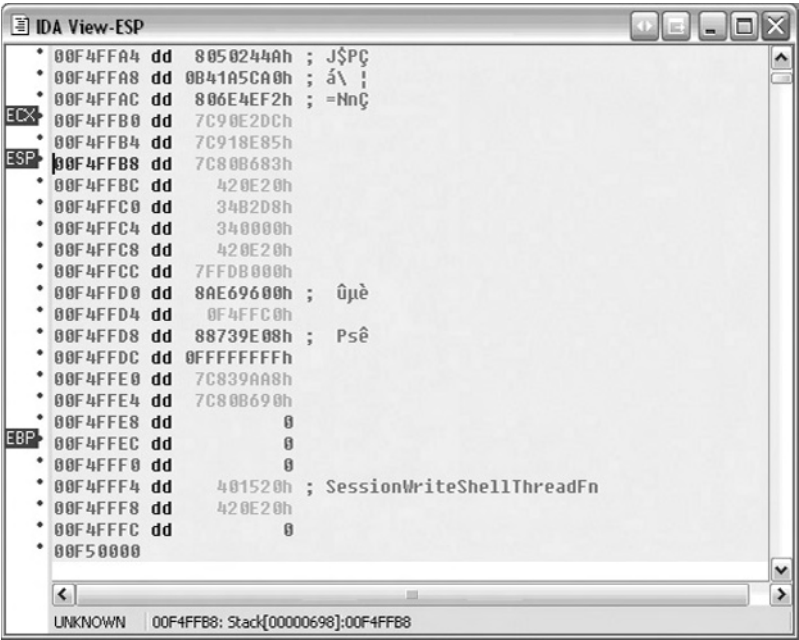 IDA View-ESP
00F4FFA4 dd 8050244Ah ; J$PÇ
00F4FFA8 dd 0B41A5CA0h ; á\ ¦
00F4FFAC dd 806E4EF2h ; =NnÇ
ECX 00F4FFB0 dd 7C90E2DCh
00F4FFB4 dd 7C918E85h
ESP 00F4FFB8 dd 7C80B683h
00F4FFBC dd 420E20h
00F4FFC0 dd 34B2D8h
00F4FFC4 dd 340000h
00F4FFC8 dd 420E20h
00F4FFCC dd 7FFDB000h
00F4FFD0 dd 8AE69600h ; ûµè
00F4FFD4 dd 0F4FFC0h
00F4FFD8 dd 88739E08h ; Psê
00F4FFDC dd 0FFFFFFFFh
00F4FFE0 dd 7C839AA8h
00F4FFE4 dd 7C80B690h
00F4FFE8 dd 0
EBP 00F4FFEC dd 0
00F4FFF0 dd 0
00F4FFF4 dd 401520h ; SessionWriteShellThreadFn
00F4FFF8 dd 420E20h
00F4FFFC dd 0
00F50000
UNKNOWN 00F4FFB8: Stack[00000698]:00F4FFB8